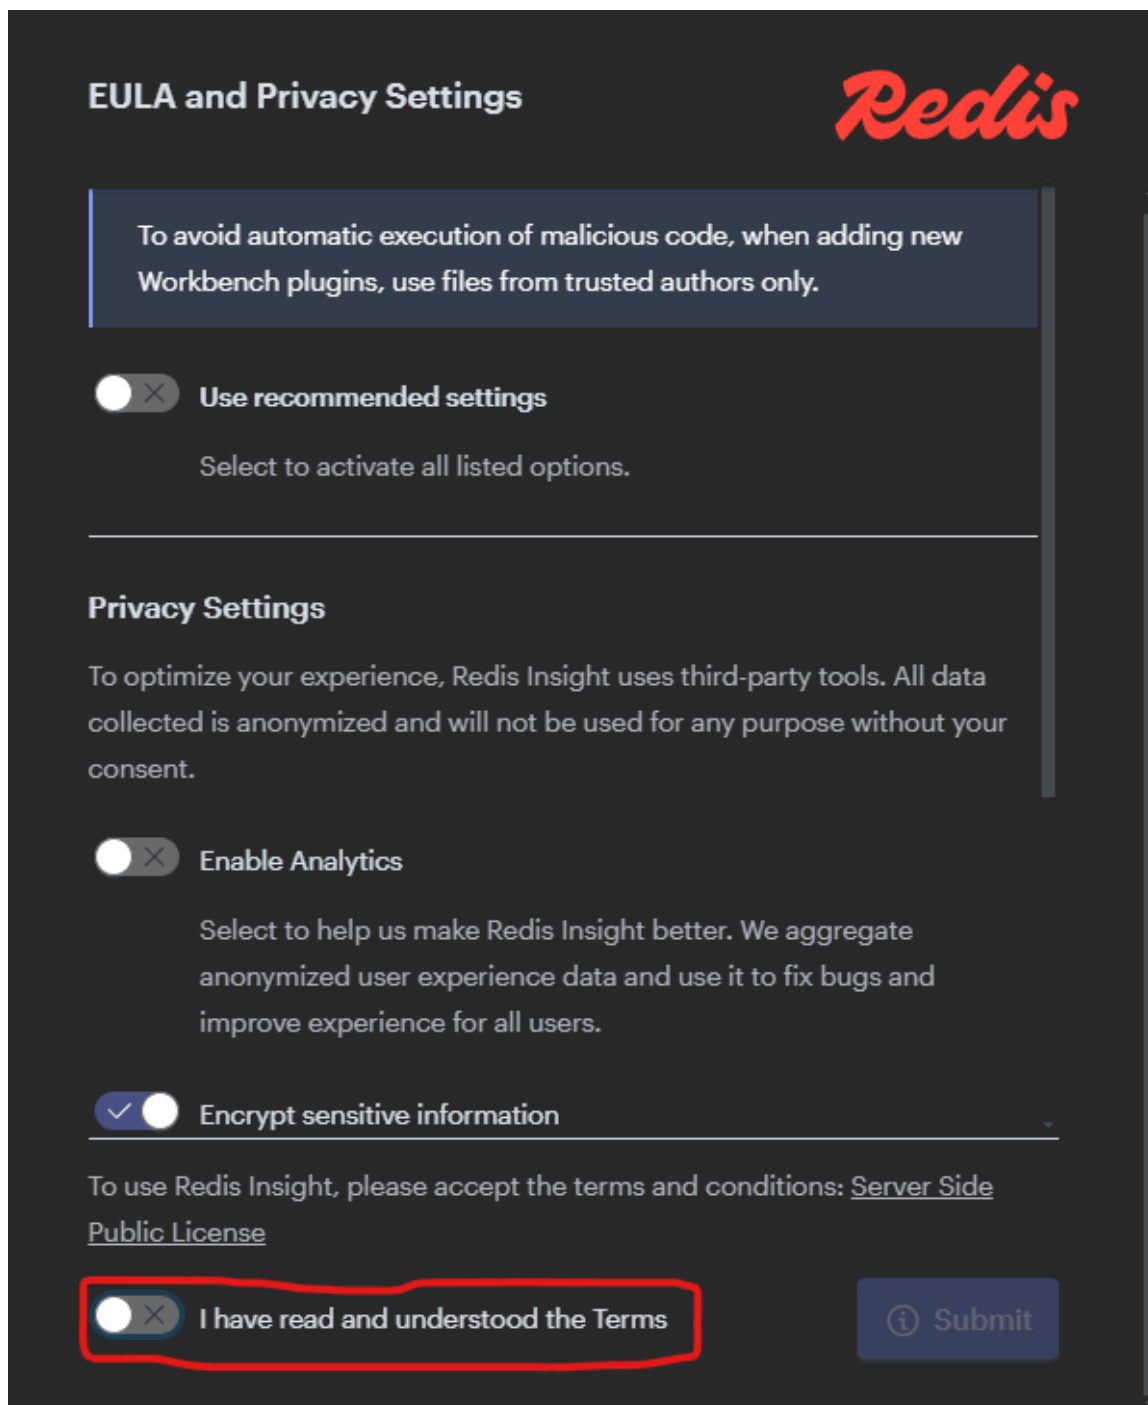 EULA and Privacy Settings
Redis
To avoid automatic execution of malicious code, when adding new
Workbench plugins, use files from trusted authors only.
Use recommended settings
Select to activate all listed options.
Privacy Settings
To optimize your experience, Redis Insight uses third-party tools. All data
collected is anonymized and will not be used for any purpose without your
consent.
Enable Analytics
Select to help us make Redis Insight better. We aggregate
anonymized user experience data and use it to fix bugs and
improve experience for all users.
Encrypt sensitive information
To use Redis Insight, please accept the terms and conditions: Server Side
Public License
I have read and understood the Terms
Submit